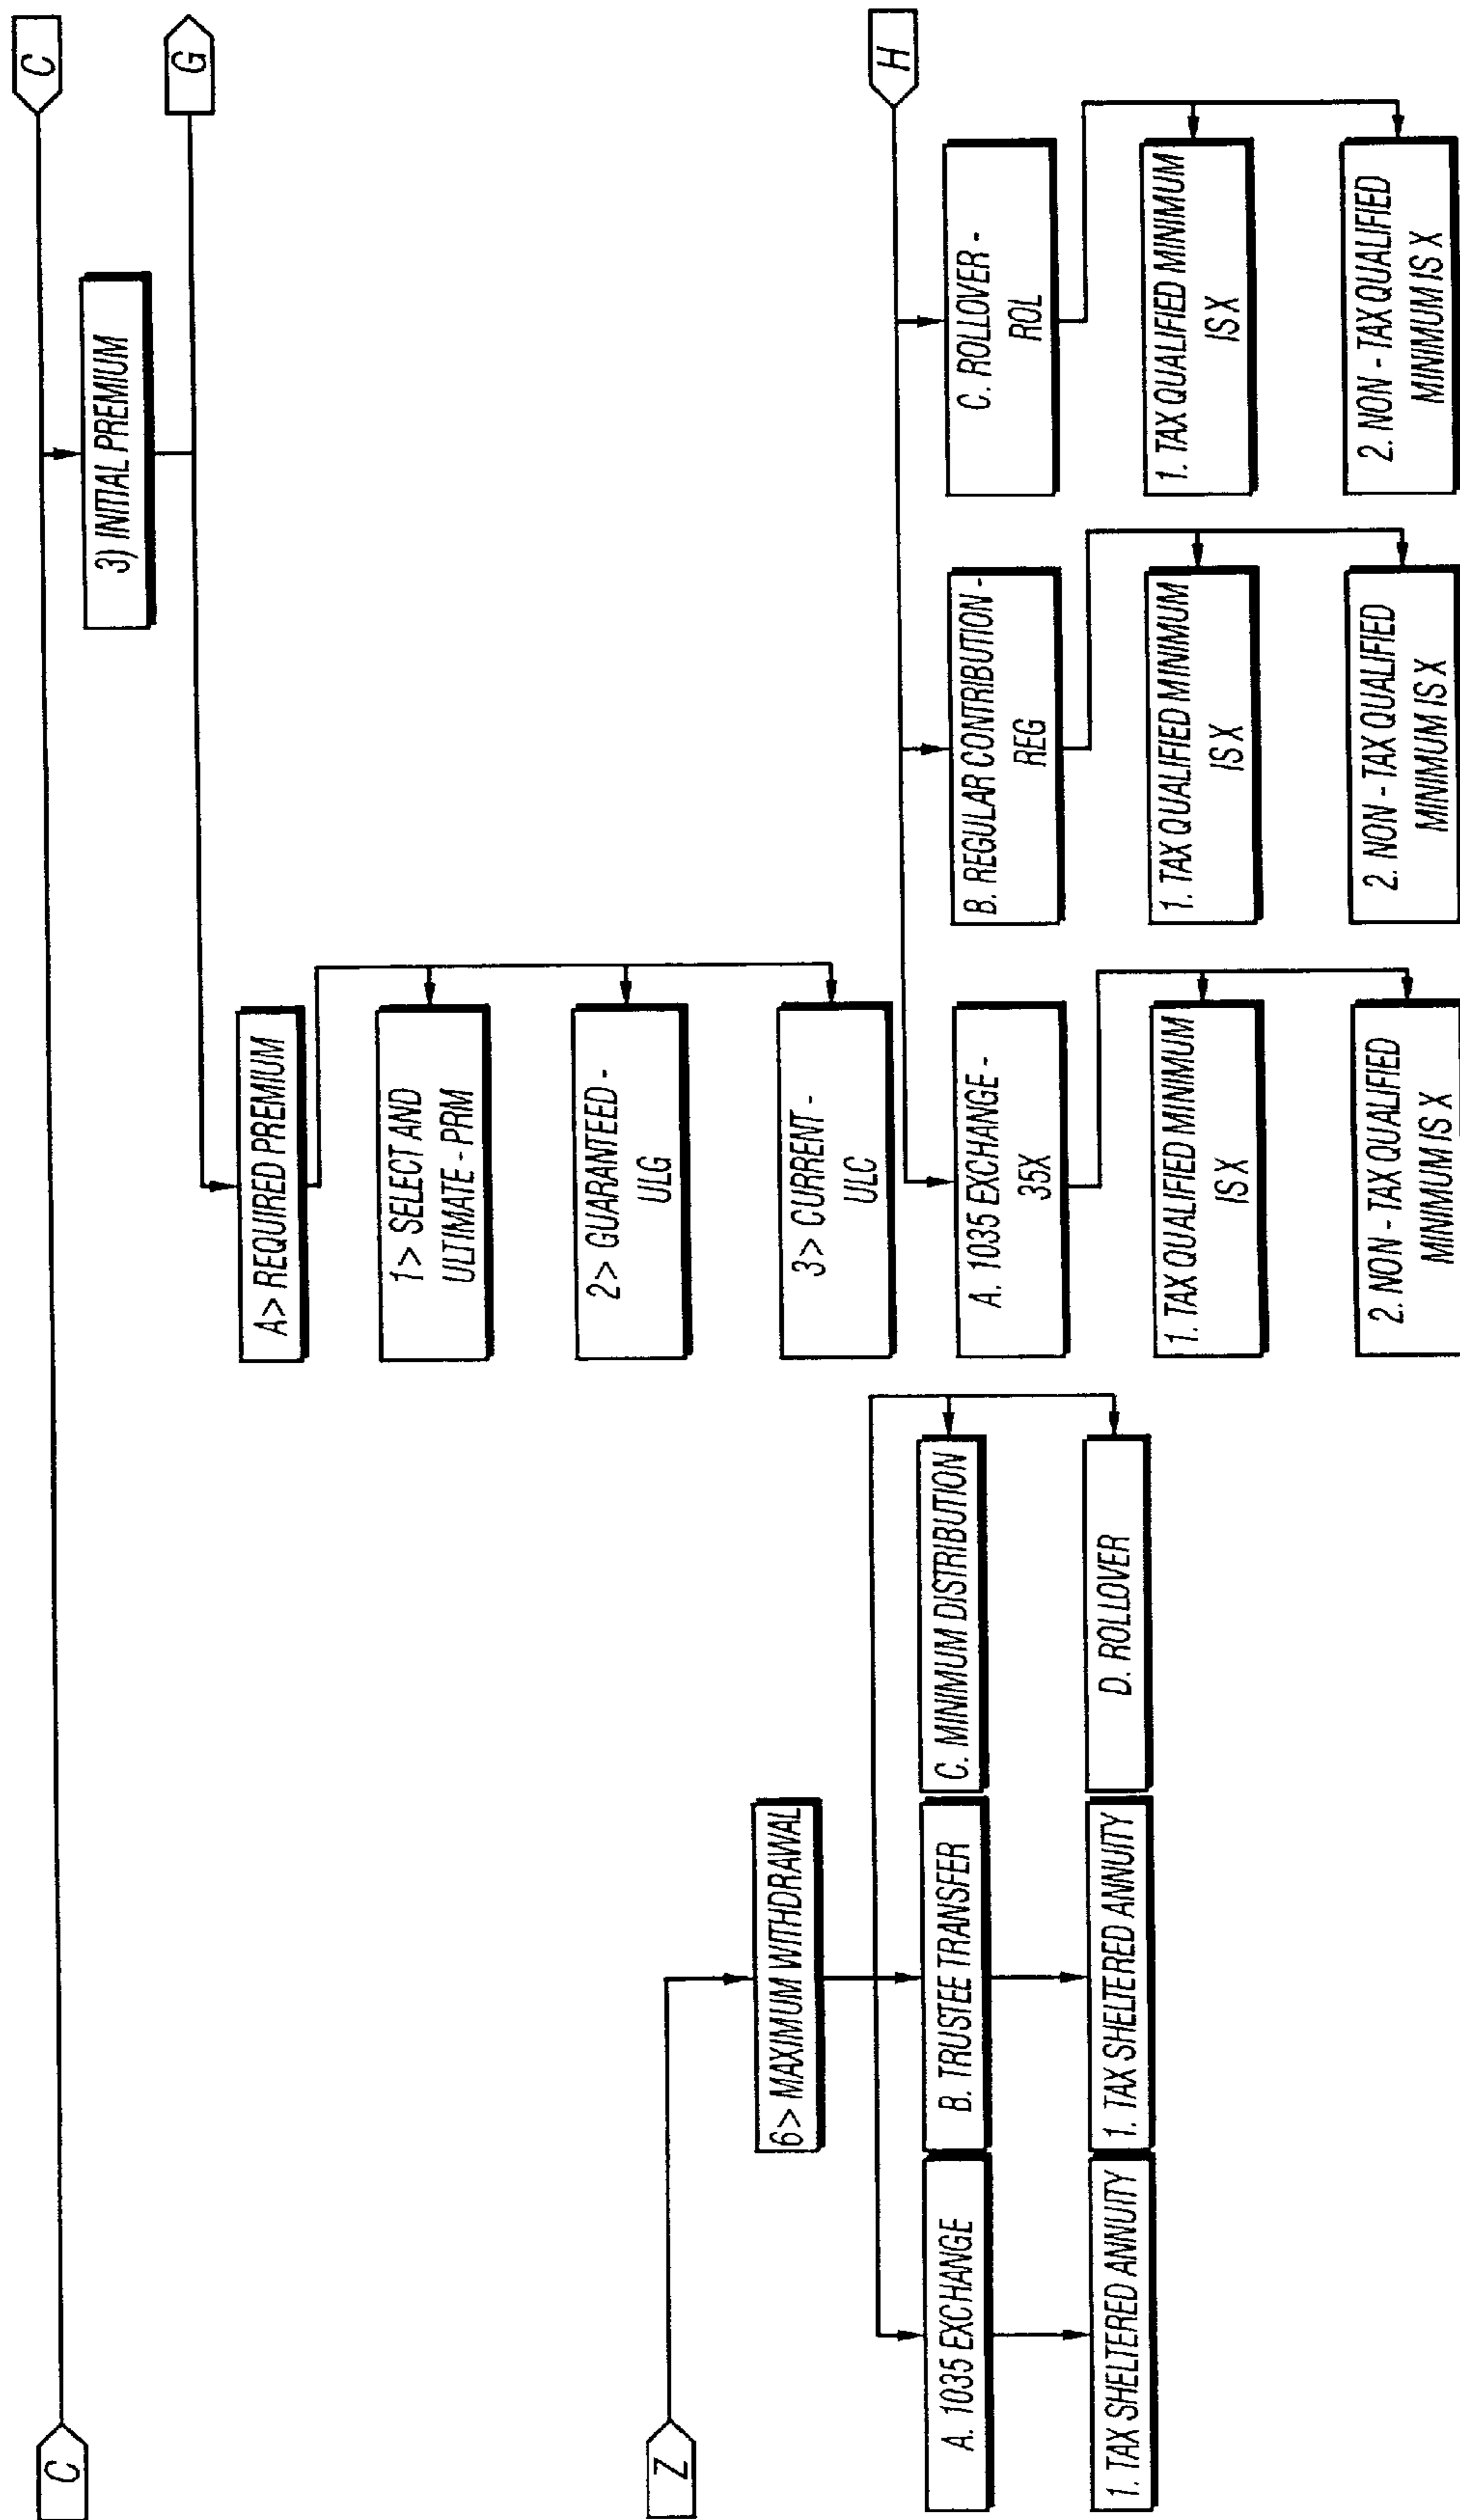 C
C
3) INITIAL PREMIUM
G
A> REQUIRED PREMIUM
1> SELECT AND
ULTIMATE - PRM
2> GUARANTEED -
ULG
3> CURRENT -
ULC
Z
6> MAXIMUM WITHDRAWAL
A. 1035 EXCHANGE
B. TRUSTEE TRANSFER
C. MINIMUM DISTRIBUTION
1. TAX SHELTERED ANNUITY
1. TAX SHELTERED ANNUITY
D. ROLLOVER
H
A. 1035 EXCHANGE -
35X
B. REGULAR CONTRIBUTION -
REG
C. ROLLOVER -
ROL
1. TAX QUALIFIED MINIMUM
IS X
1. TAX QUALIFIED MINIMUM
IS X
1. TAX QUALIFIED MINIMUM
IS X
2. NON - TAX QUALIFIED
MINIMUM IS X
2. NON - TAX QUALIFIED
MINIMUM IS X
2. NON - TAX QUALIFIED
MINIMUM IS X